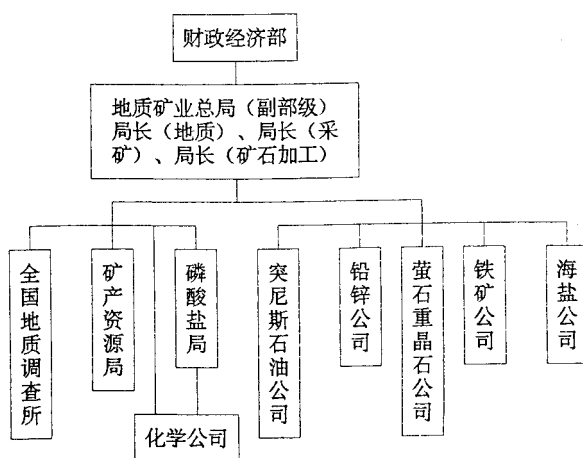 财政经济部
地质矿业总局（副部级）
局长（地质）、局长（采
矿）、局长（矿石加工）
全国地质调查所
矿产资源局
磷酸盐局
突尼斯石油公司
铅锌公司
萤石重晶石公司
铁矿公司
海盐公司
化学公司